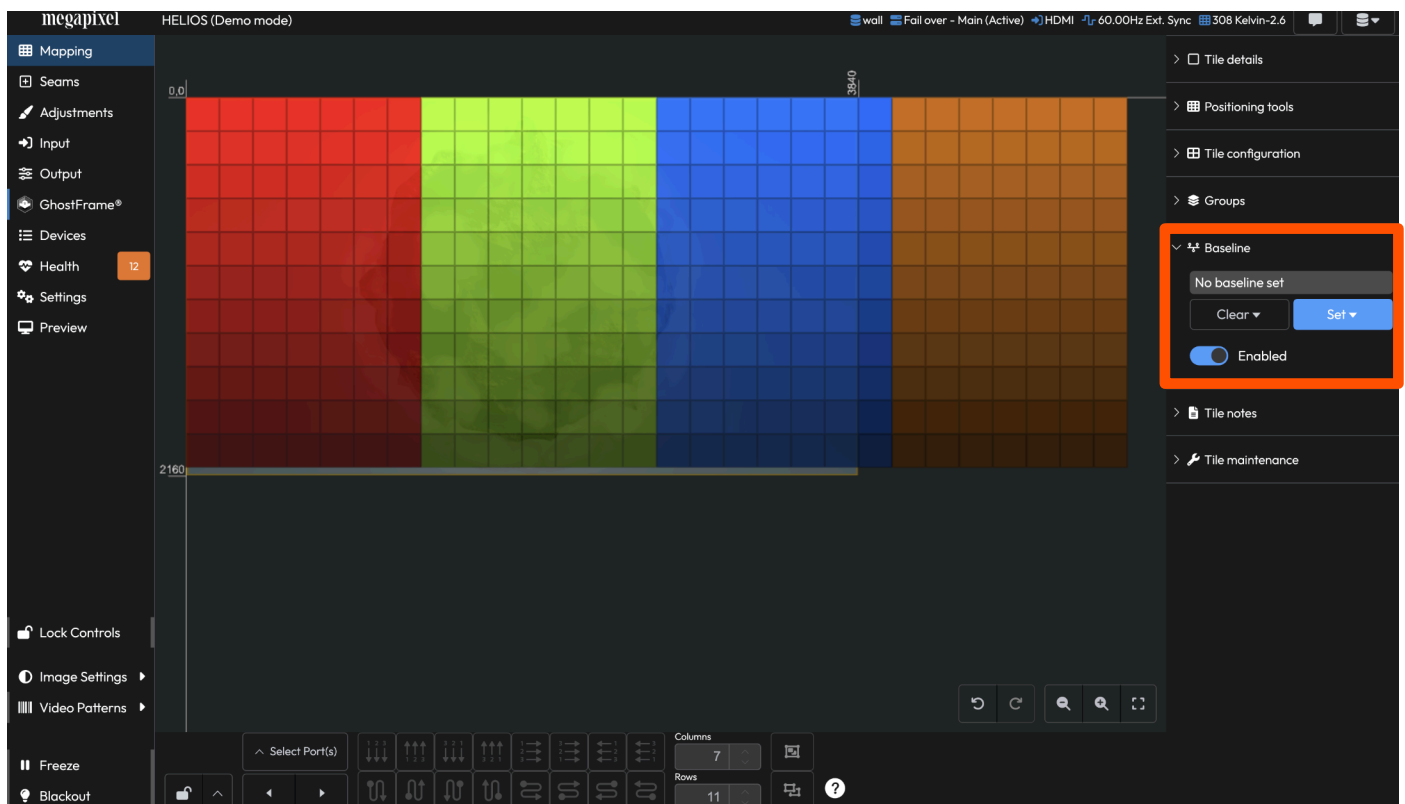 megapixel
HELIOS (Demo mode)
wall Fail over - Main (Active) HDMI 60.00Hz Ext. Sync 308 Kelvin-2.6
Mapping
Seams
Adjustments
Input
Output
GhostFrame®
Devices
Health 12
Settings
Preview
Lock Controls
Image Settings
Video Patterns
Freeze
Blackout
0,0
3840
2160
Tile details
Positioning tools
Tile configuration
Groups
Baseline
No baseline set
Clear Set
Enabled
Tile notes
Tile maintenance
Select Port(s)
Columns
7
Rows
11
?